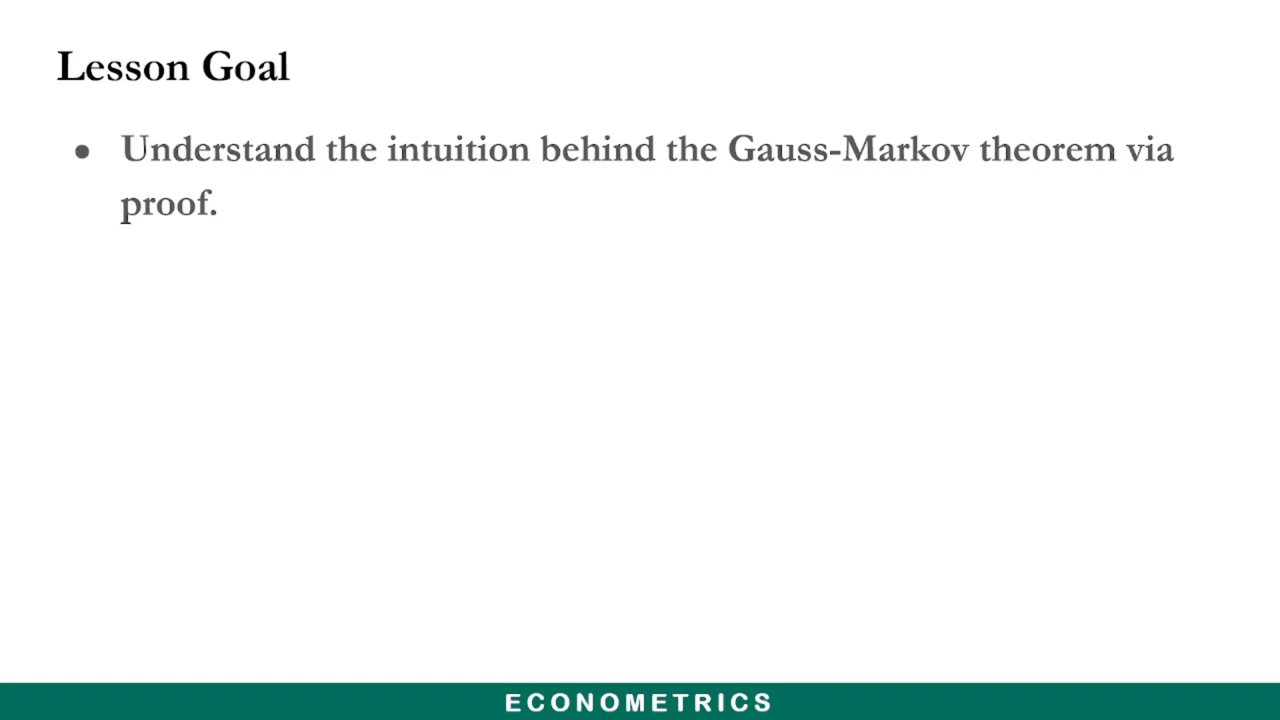 Lesson Goal
● Understand the intuition behind the Gauss-Markov theorem via
proof.
ECONOMETRICS